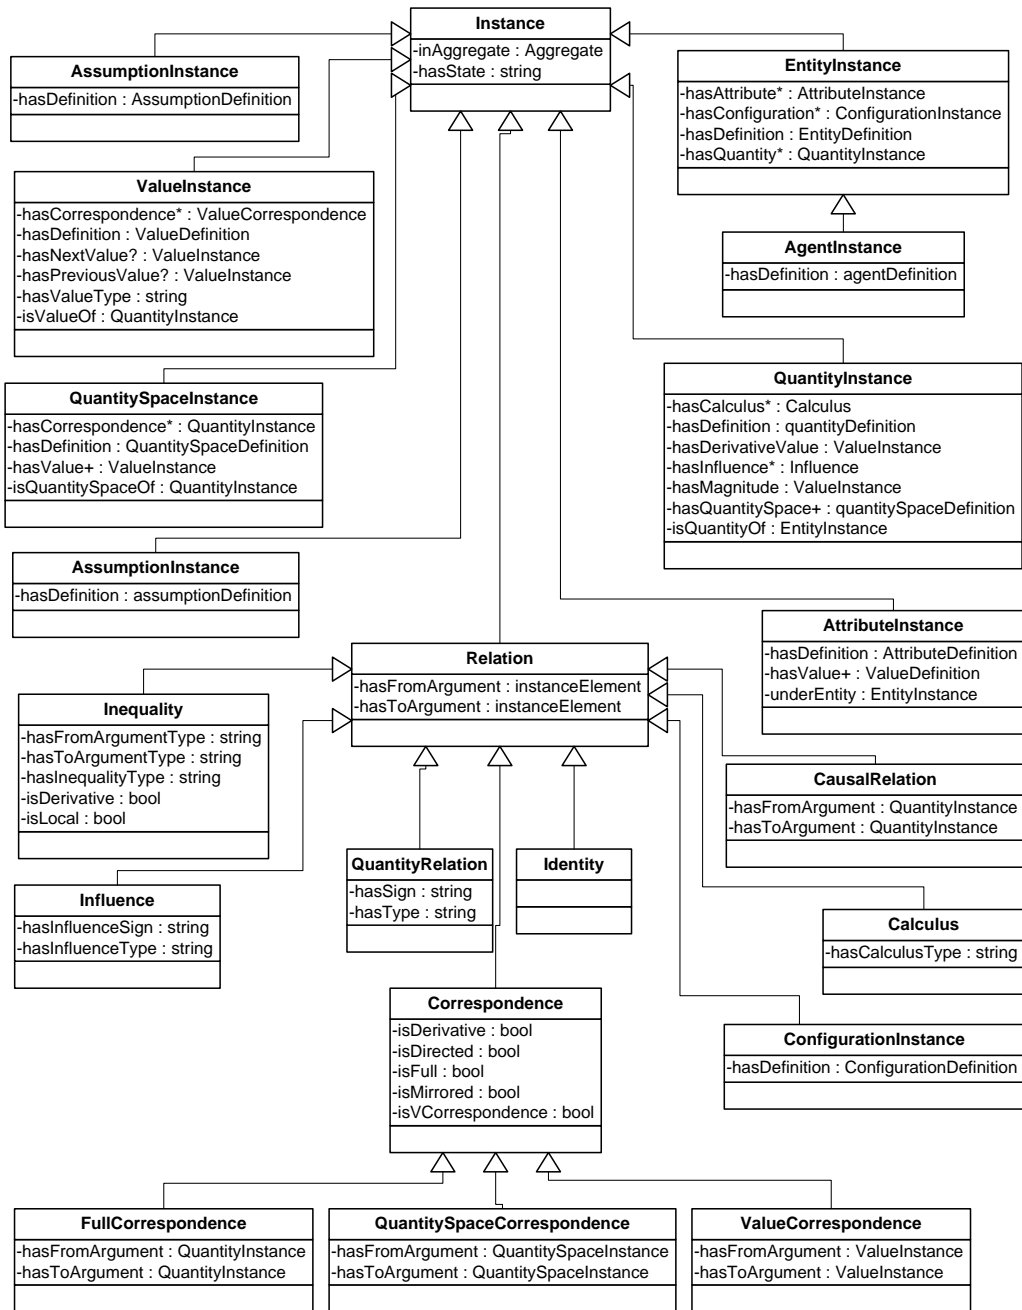 Instance
-inAggregate : Aggregate
-hasState : string
AssumptionInstance
-hasDefinition : AssumptionDefinition
EntityInstance
-hasAttribute* : AttributeInstance
-hasConfiguration* : ConfigurationInstance
-hasDefinition : EntityDefinition
-hasQuantity* : QuantityInstance
ValueInstance
-hasCorrespondence* : ValueCorrespondence
-hasDefinition : ValueDefinition
-hasNextValue? : ValueInstance
-hasPreviousValue? : ValueInstance
-hasValueType : string
-isValueOf : QuantityInstance
AgentInstance
-hasDefinition : agentDefinition
QuantitySpaceInstance
-hasCorrespondence* : QuantityInstance
-hasDefinition : QuantitySpaceDefinition
-hasValue+ : ValueInstance
-isQuantitySpaceOf : QuantityInstance
QuantityInstance
-hasCalculus* : Calculus
-hasDefinition : quantityDefinition
-hasDerivativeValue : ValueInstance
-hasInfluence* : Influence
-hasMagnitude : ValueInstance
-hasQuantitySpace+ : quantitySpaceDefinition
-isQuantityOf : EntityInstance
AssumptionInstance
-hasDefinition : assumptionDefinition
AttributeInstance
-hasDefinition : AttributeDefinition
-hasValue+ : ValueDefinition
-underEntity : EntityInstance
Relation
-hasFromArgument : instanceElement
-hasToArgument : instanceElement
Inequality
-hasFromArgumentType : string
-hasToArgumentType : string
-hasInequalityType : string
-isDerivative : bool
-isLocal : bool
CausalRelation
-hasFromArgument : QuantityInstance
-hasToArgument : QuantityInstance
QuantityRelation
-hasSign : string
-hasType : string
Identity
Influence
-hasInfluenceSign : string
-hasInfluenceType : string
Calculus
-hasCalculusType : string
Correspondence
-isDerivative : bool
-isDirected : bool
-isFull : bool
-isMirrored : bool
-isVCorrespondence : bool
ConfigurationInstance
-hasDefinition : ConfigurationDefinition
FullCorrespondence
-hasFromArgument : QuantityInstance
-hasToArgument : QuantityInstance
QuantitySpaceCorrespondence
-hasFromArgument : QuantitySpaceInstance
-hasToArgument : QuantitySpaceInstance
ValueCorrespondence
-hasFromArgument : ValueInstance
-hasToArgument : ValueInstance